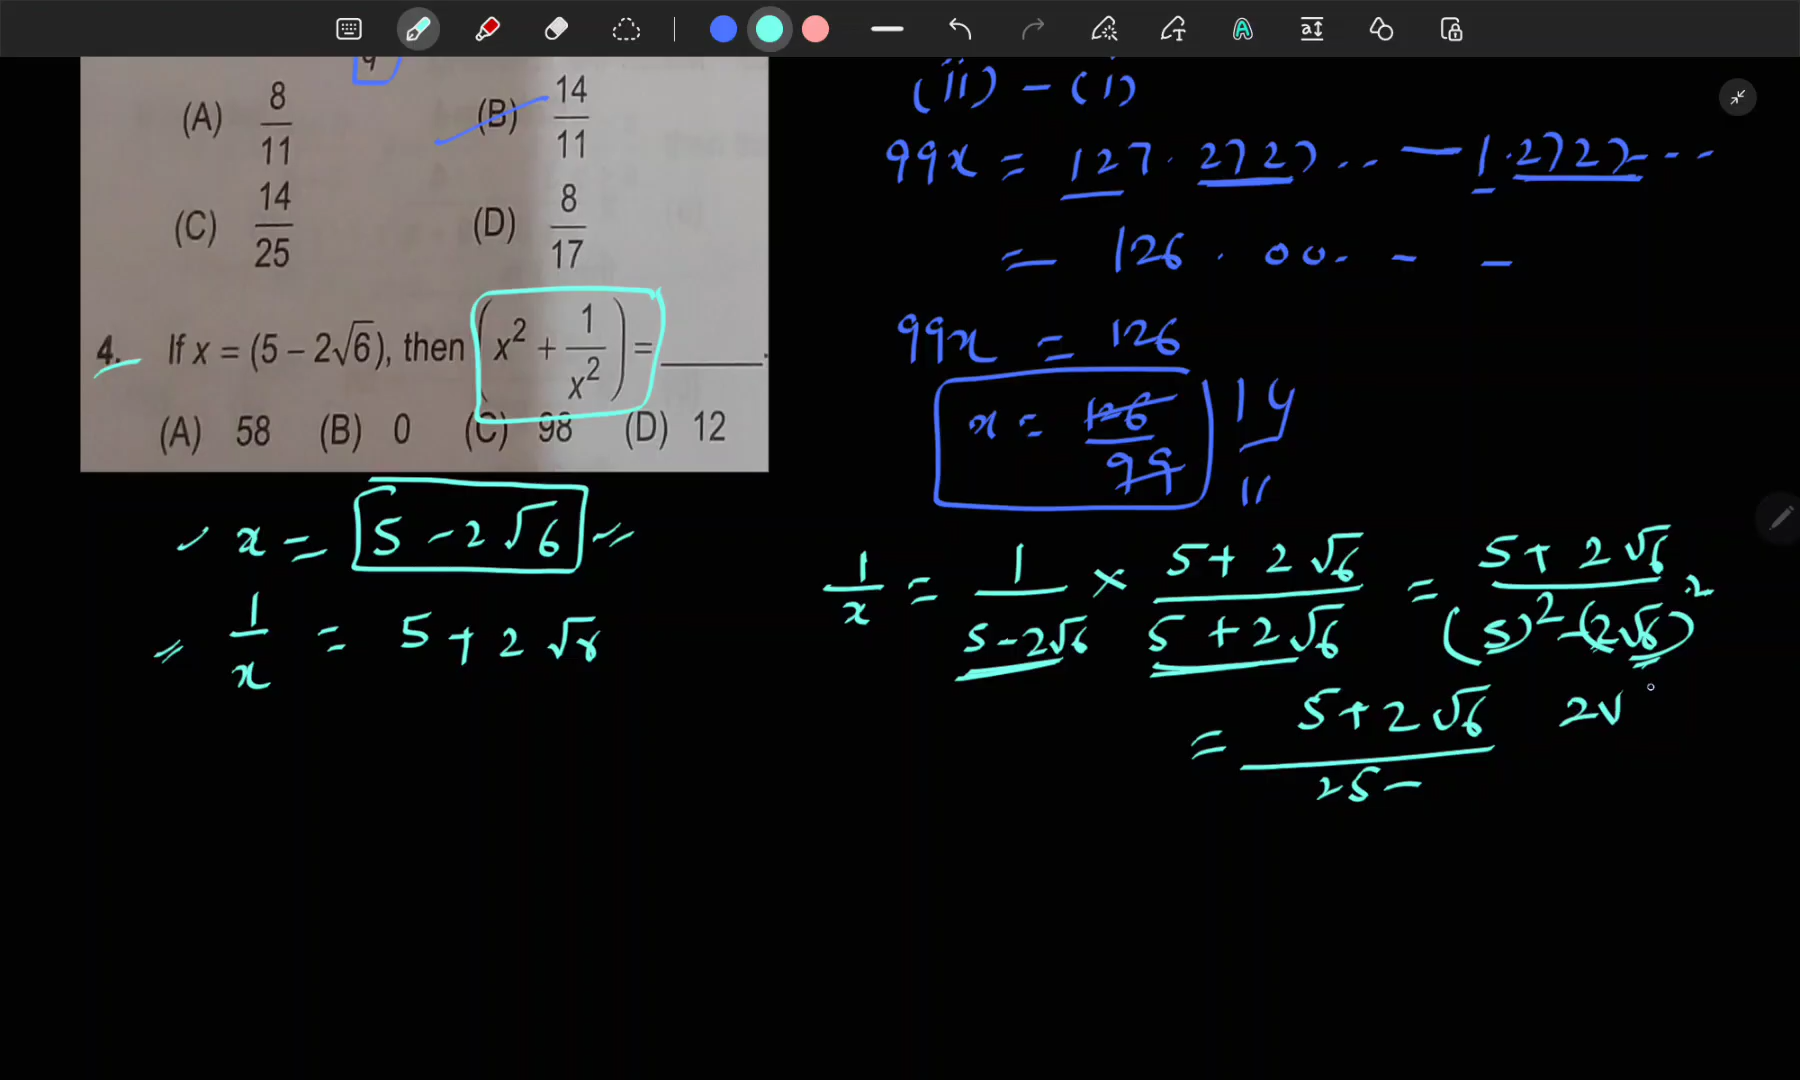 (A) 8/11 (B) 14/11
(C) 14/25 (D) 8/17
4. If x = (5 – 2√6), then (x² + 1/x²) = ______.
(A) 58 (B) 0 (C) 98 (D) 12
x = 5 – 2√6
1/x = 5 + 2√
(ii) – (i)
99x = 127.2727.. – 1.2727---
= 126.00. - -
99x = 126
x = 126/99 14/11
1/x = 1/(5 – 2√6) × (5 + 2√6)/(5 + 2√6) = (5 + 2√6)/((5)² – (2√6)²)
= (5 + 2√6)/(25 – 2√